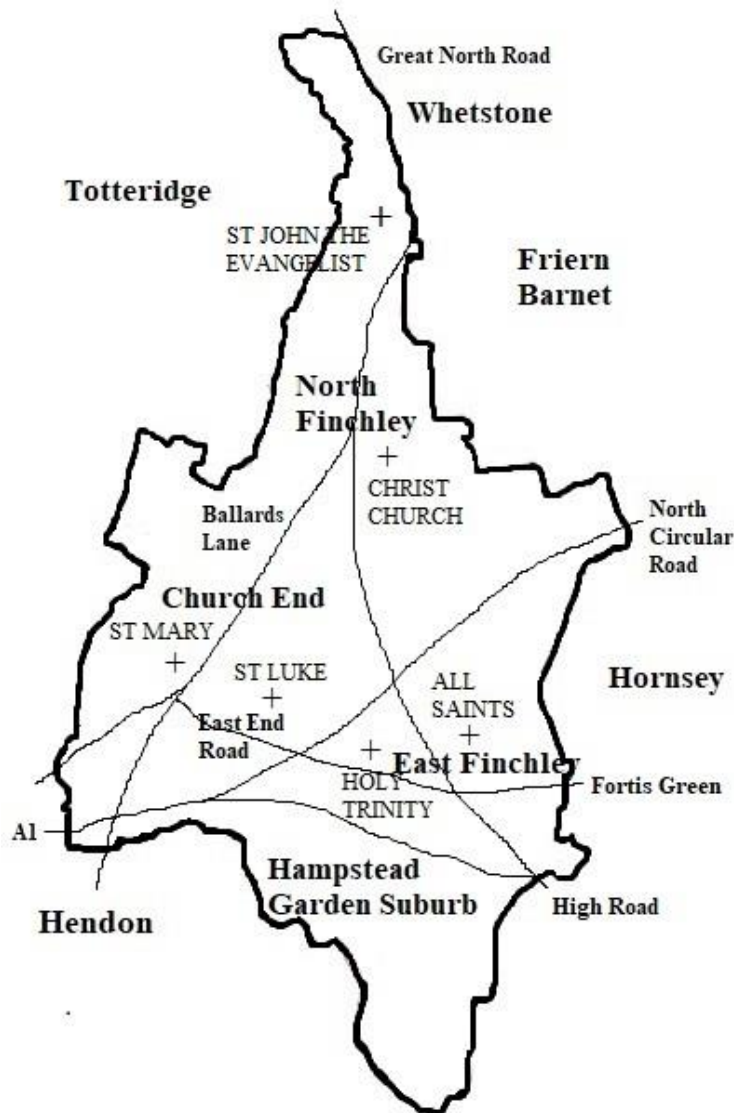 Great North Road
Whetstone
Totteridge
ST JOHN THE
EVANGELIST
Friern
Barnet
North
Finchley
CHRIST
CHURCH
Ballards
Lane
North
Circular
Road
Church End
ST MARY
ST LUKE
ALL
SAINTS
Hornsey
East End
Road
East Finchley
HOLY
TRINITY
Fortis Green
A1
Hampstead
Garden Suburb
High Road
Hendon